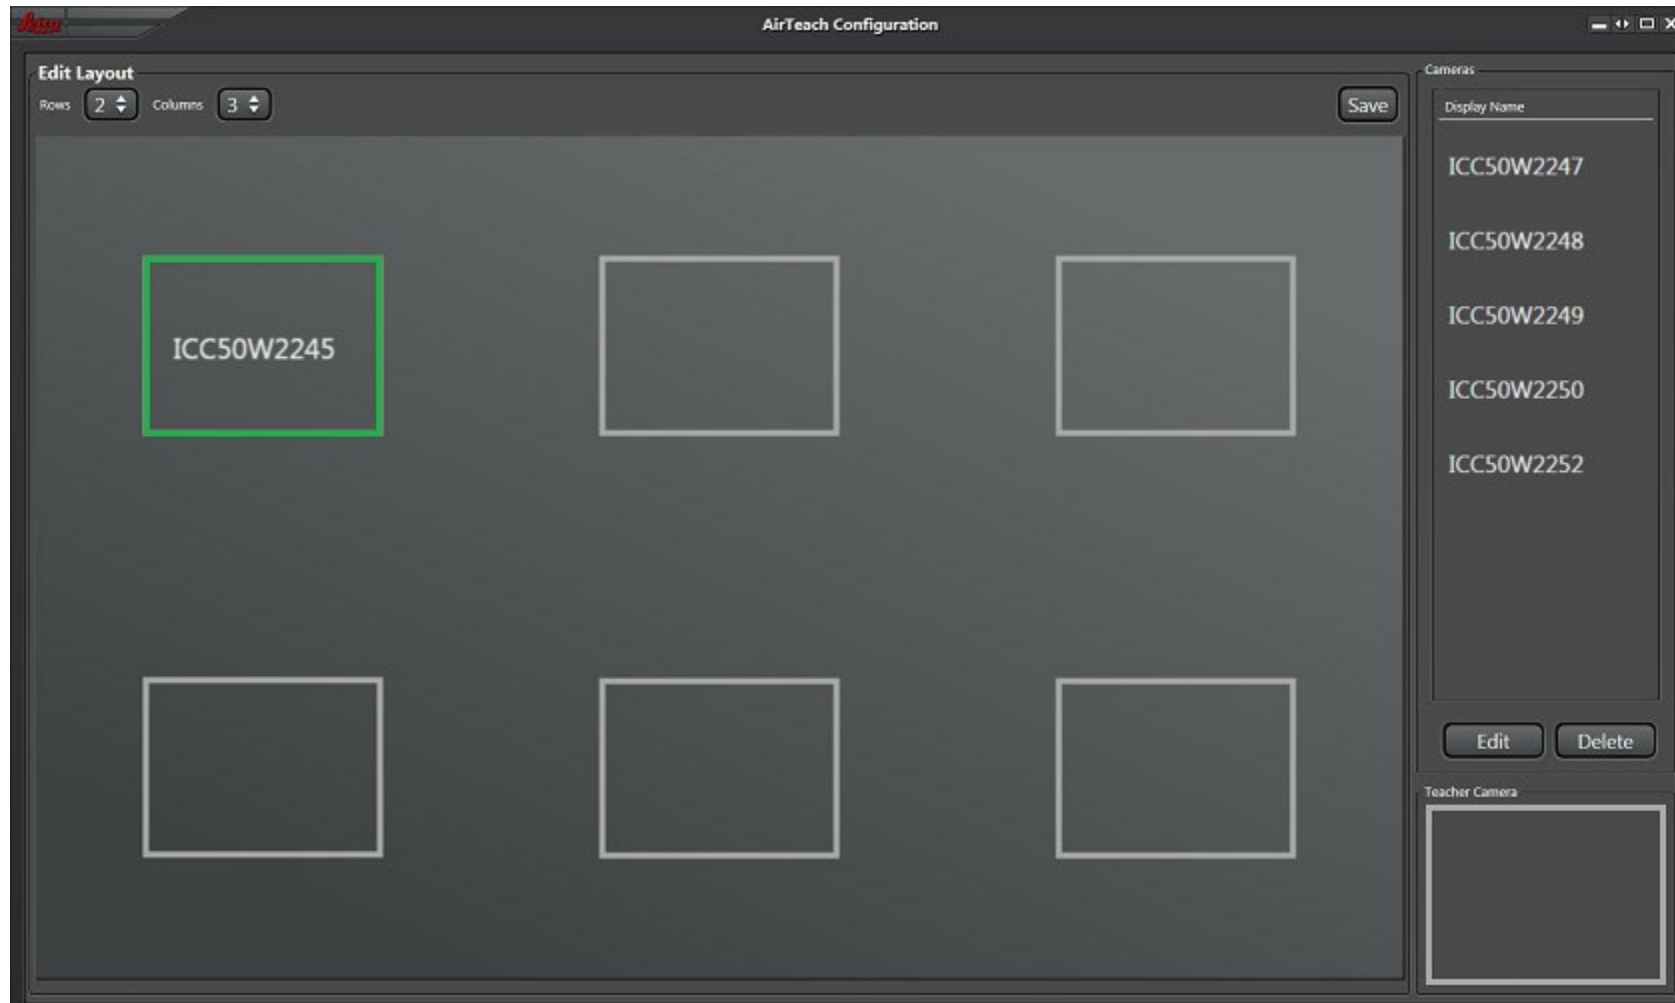 Leica
AirTeach Configuration
Edit Layout
Rows 2 Columns 3
Save
ICC50W2245
Cameras
Display Name
ICC50W2247
ICC50W2248
ICC50W2249
ICC50W2250
ICC50W2252
Edit Delete
Teacher Camera